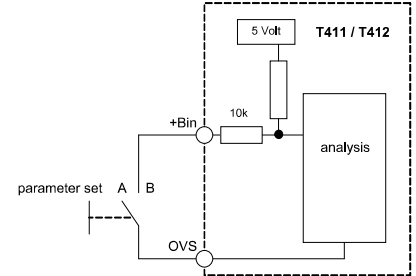 5 Volt
T411 / T412
+Bin
10k
analysis
parameter set A B
OVS